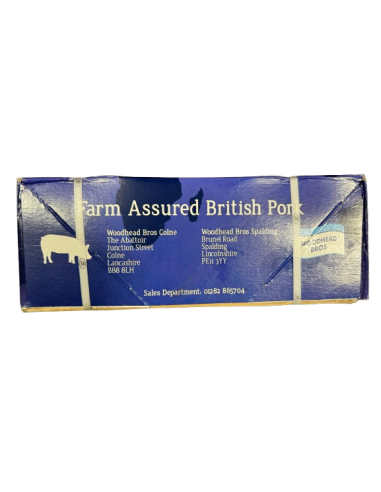 Farm Assured British Pork
Woodhead Bros Colne
The Abattoir
Junction Street
Colne
Lancashire
BB8 8LH
Woodhead Bros Spalding
Brunel Road
Spalding
Lincolnshire
PE11 3YY
WOODHEAD
BROS
Sales Department. 01282 865704